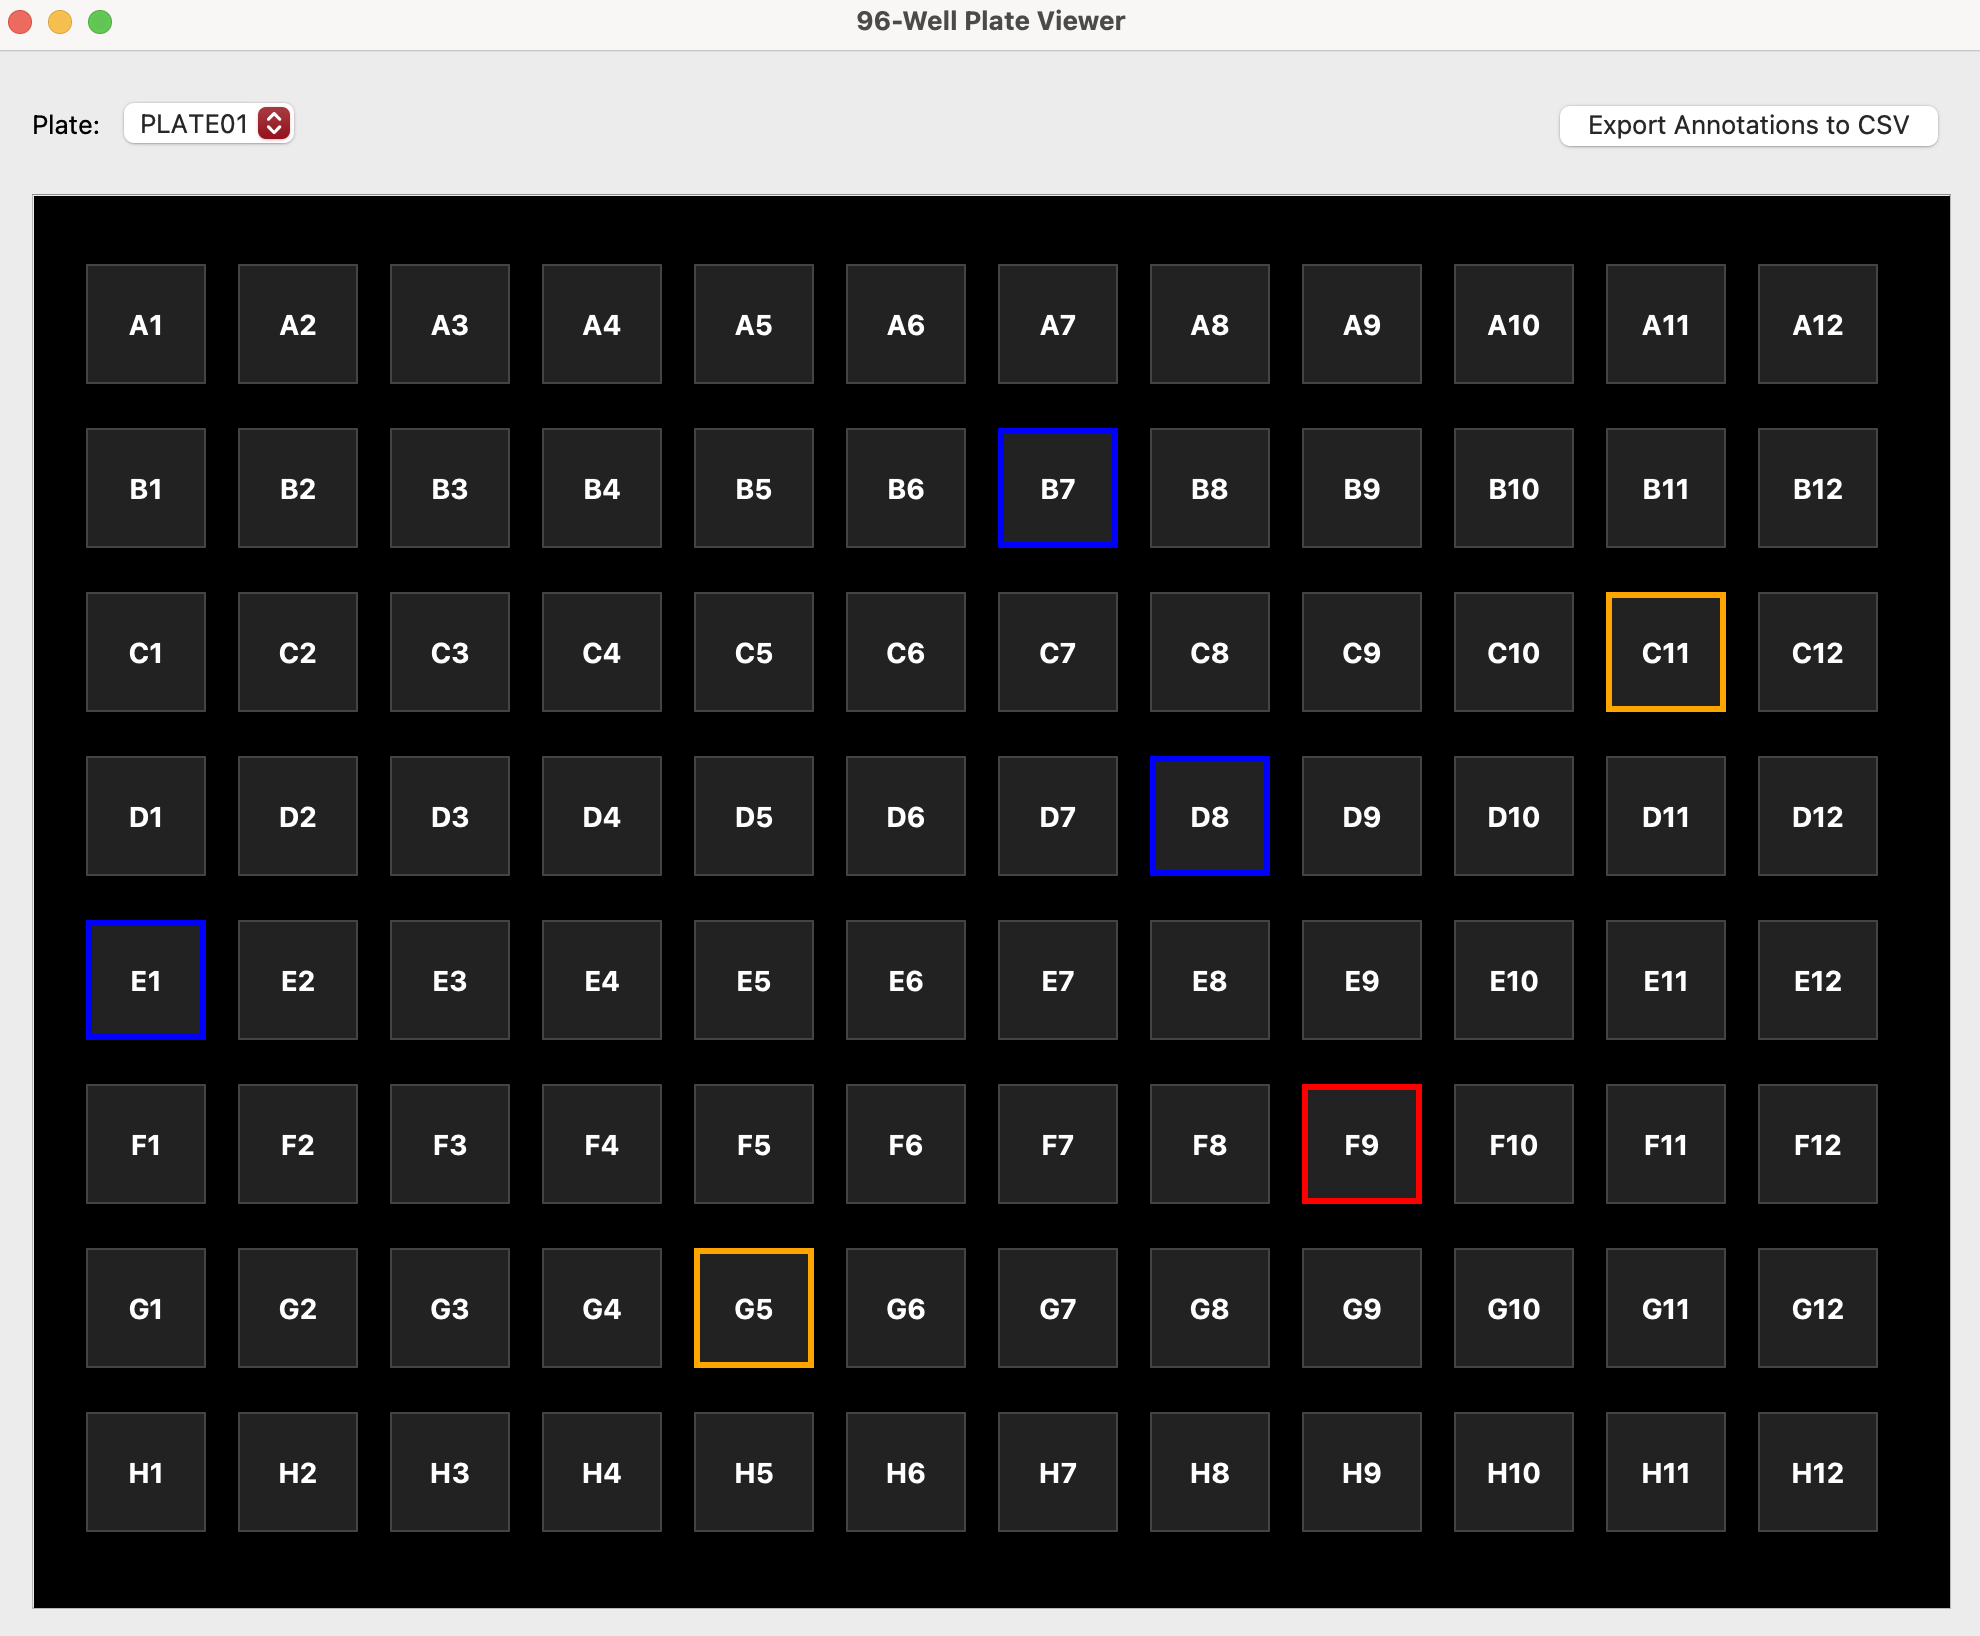 96-Well Plate Viewer
Plate: PLATE01 Export Annotations to CSV
A1 A2 A3 A4 A5 A6 A7 A8 A9 A10 A11 A12
B1 B2 B3 B4 B5 B6 B7 B8 B9 B10 B11 B12
C1 C2 C3 C4 C5 C6 C7 C8 C9 C10 C11 C12
D1 D2 D3 D4 D5 D6 D7 D8 D9 D10 D11 D12
E1 E2 E3 E4 E5 E6 E7 E8 E9 E10 E11 E12
F1 F2 F3 F4 F5 F6 F7 F8 F9 F10 F11 F12
G1 G2 G3 G4 G5 G6 G7 G8 G9 G10 G11 G12
H1 H2 H3 H4 H5 H6 H7 H8 H9 H10 H11 H12